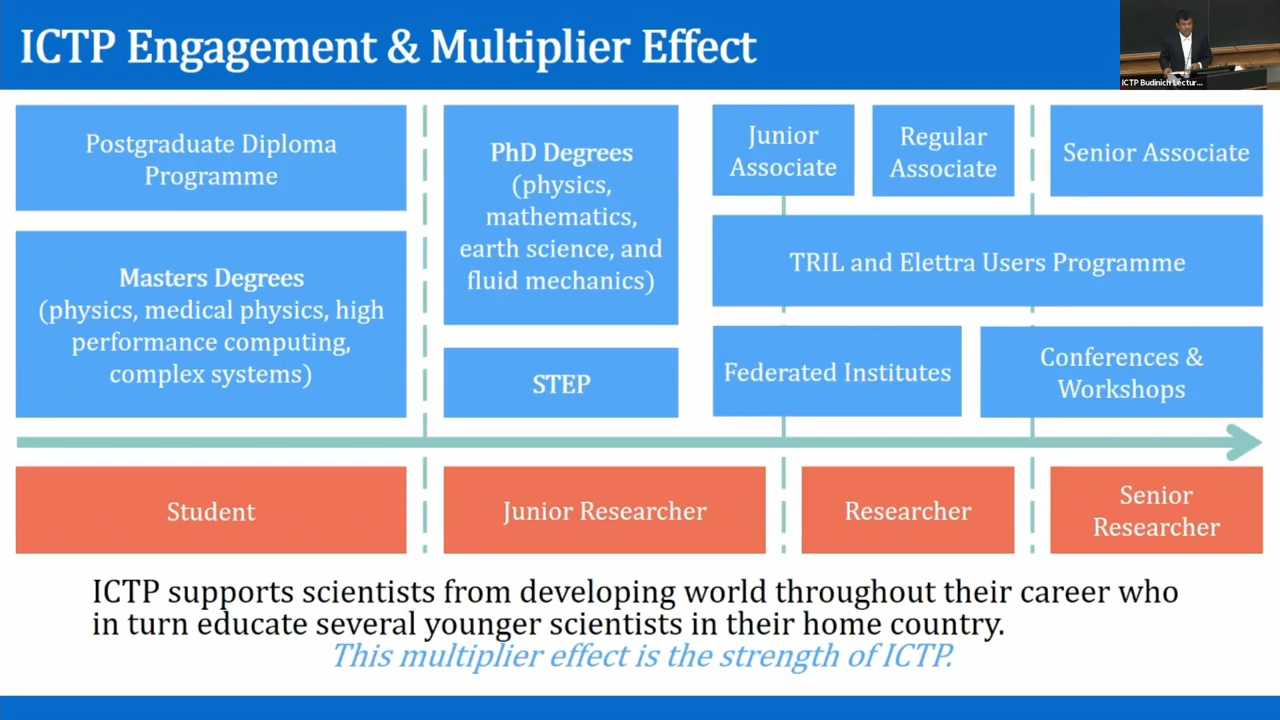 ICTP Engagement & Multiplier Effect
ICTP Budinich Lectur...
Postgraduate Diploma
Programme
Masters Degrees
(physics, medical physics, high
performance computing,
complex systems)
PhD Degrees
(physics,
mathematics,
earth science, and
fluid mechanics)
STEP
Junior
Associate
Regular
Associate
Senior Associate
TRIL and Elettra Users Programme
Federated Institutes
Conferences &
Workshops
Student
Junior Researcher
Researcher
Senior
Researcher
ICTP supports scientists from developing world throughout their career who
in turn educate several younger scientists in their home country.
This multiplier effect is the strength of ICTP.